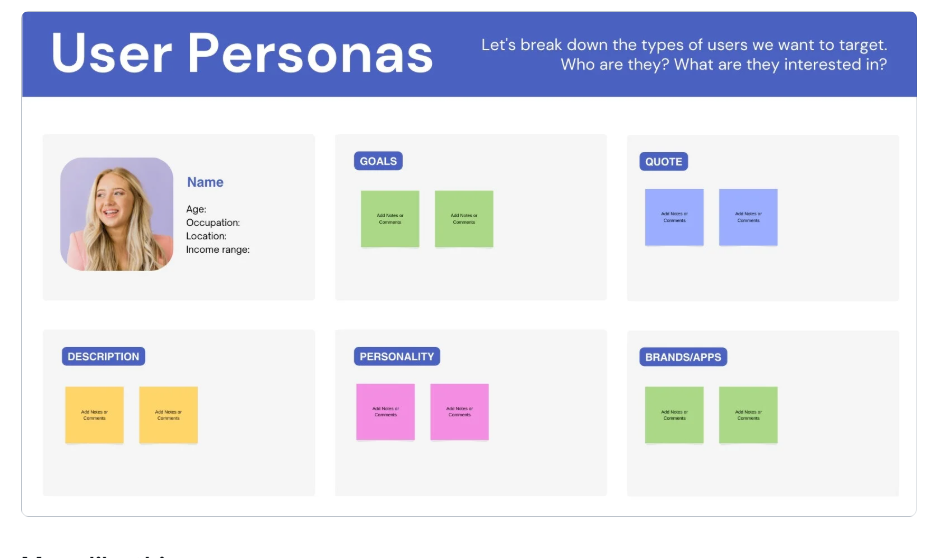 User Personas
Let's break down the types of users we want to target.
Who are they? What are they interested in?
Name
Age:
Occupation:
Location:
Income range:
GOALS
Add Notes or
Comments
Add Notes or
Comments
QUOTE
Add Notes or
Comments
Add Notes or
Comments
DESCRIPTION
Add Notes or
Comments
Add Notes or
Comments
PERSONALITY
Add Notes or
Comments
Add Notes or
Comments
BRANDS/APPS
Add Notes or
Comments
Add Notes or
Comments